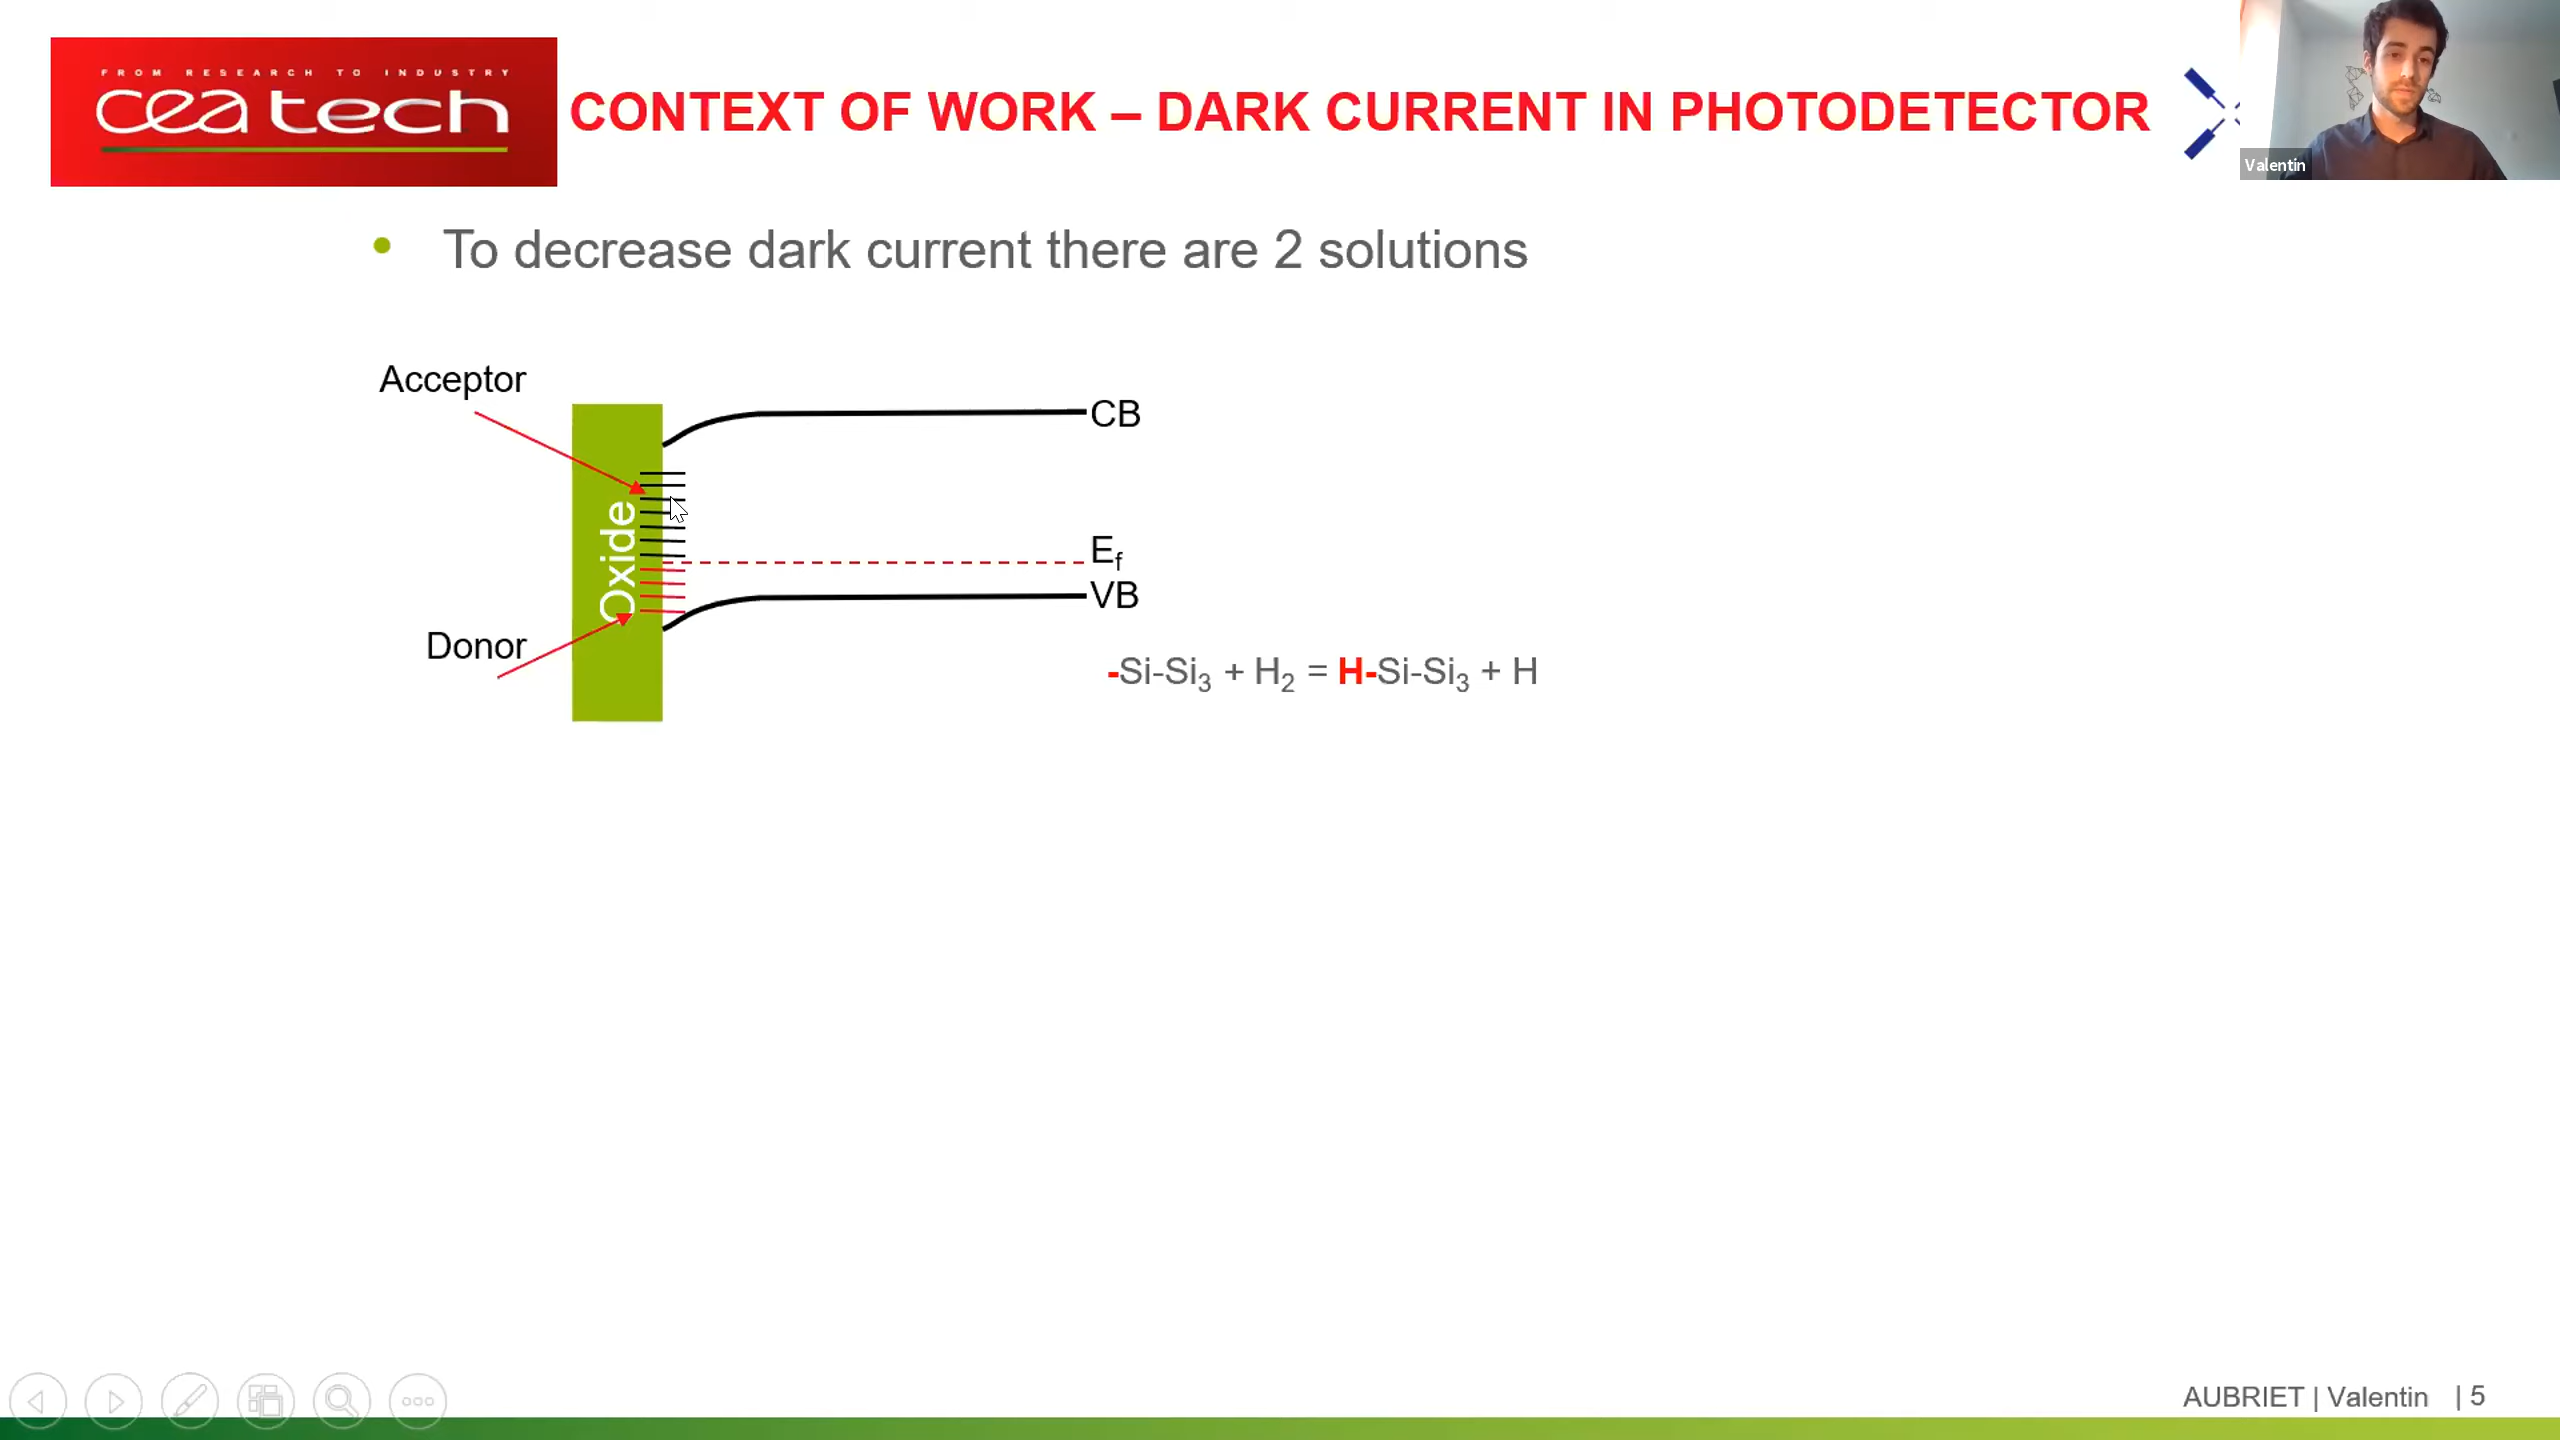 FROM RESEARCH TO INDUSTRY
cea tech
CONTEXT OF WORK – DARK CURRENT IN PHOTODETECTOR
Valentin
• To decrease dark current there are 2 solutions
Acceptor
CB
Oxide
Ef
VB
Donor
-Si-Si3 + H2 = H-Si-Si3 + H
AUBRIET | Valentin | 5